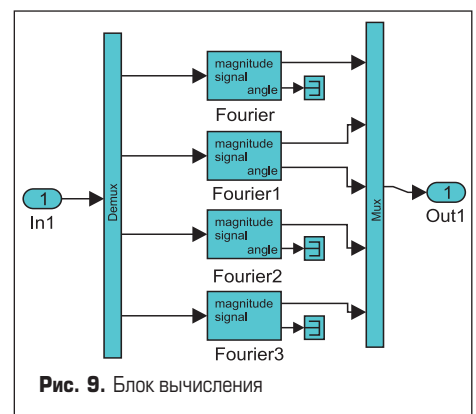 magnitude
signal
angle
Fourier
magnitude
signal
angle
Fourier1
1
In1
Demux
Mux
1
Out1
magnitude
signal
angle
Fourier2
magnitude
signal
Fourier3
Рис. 9. Блок вычисления